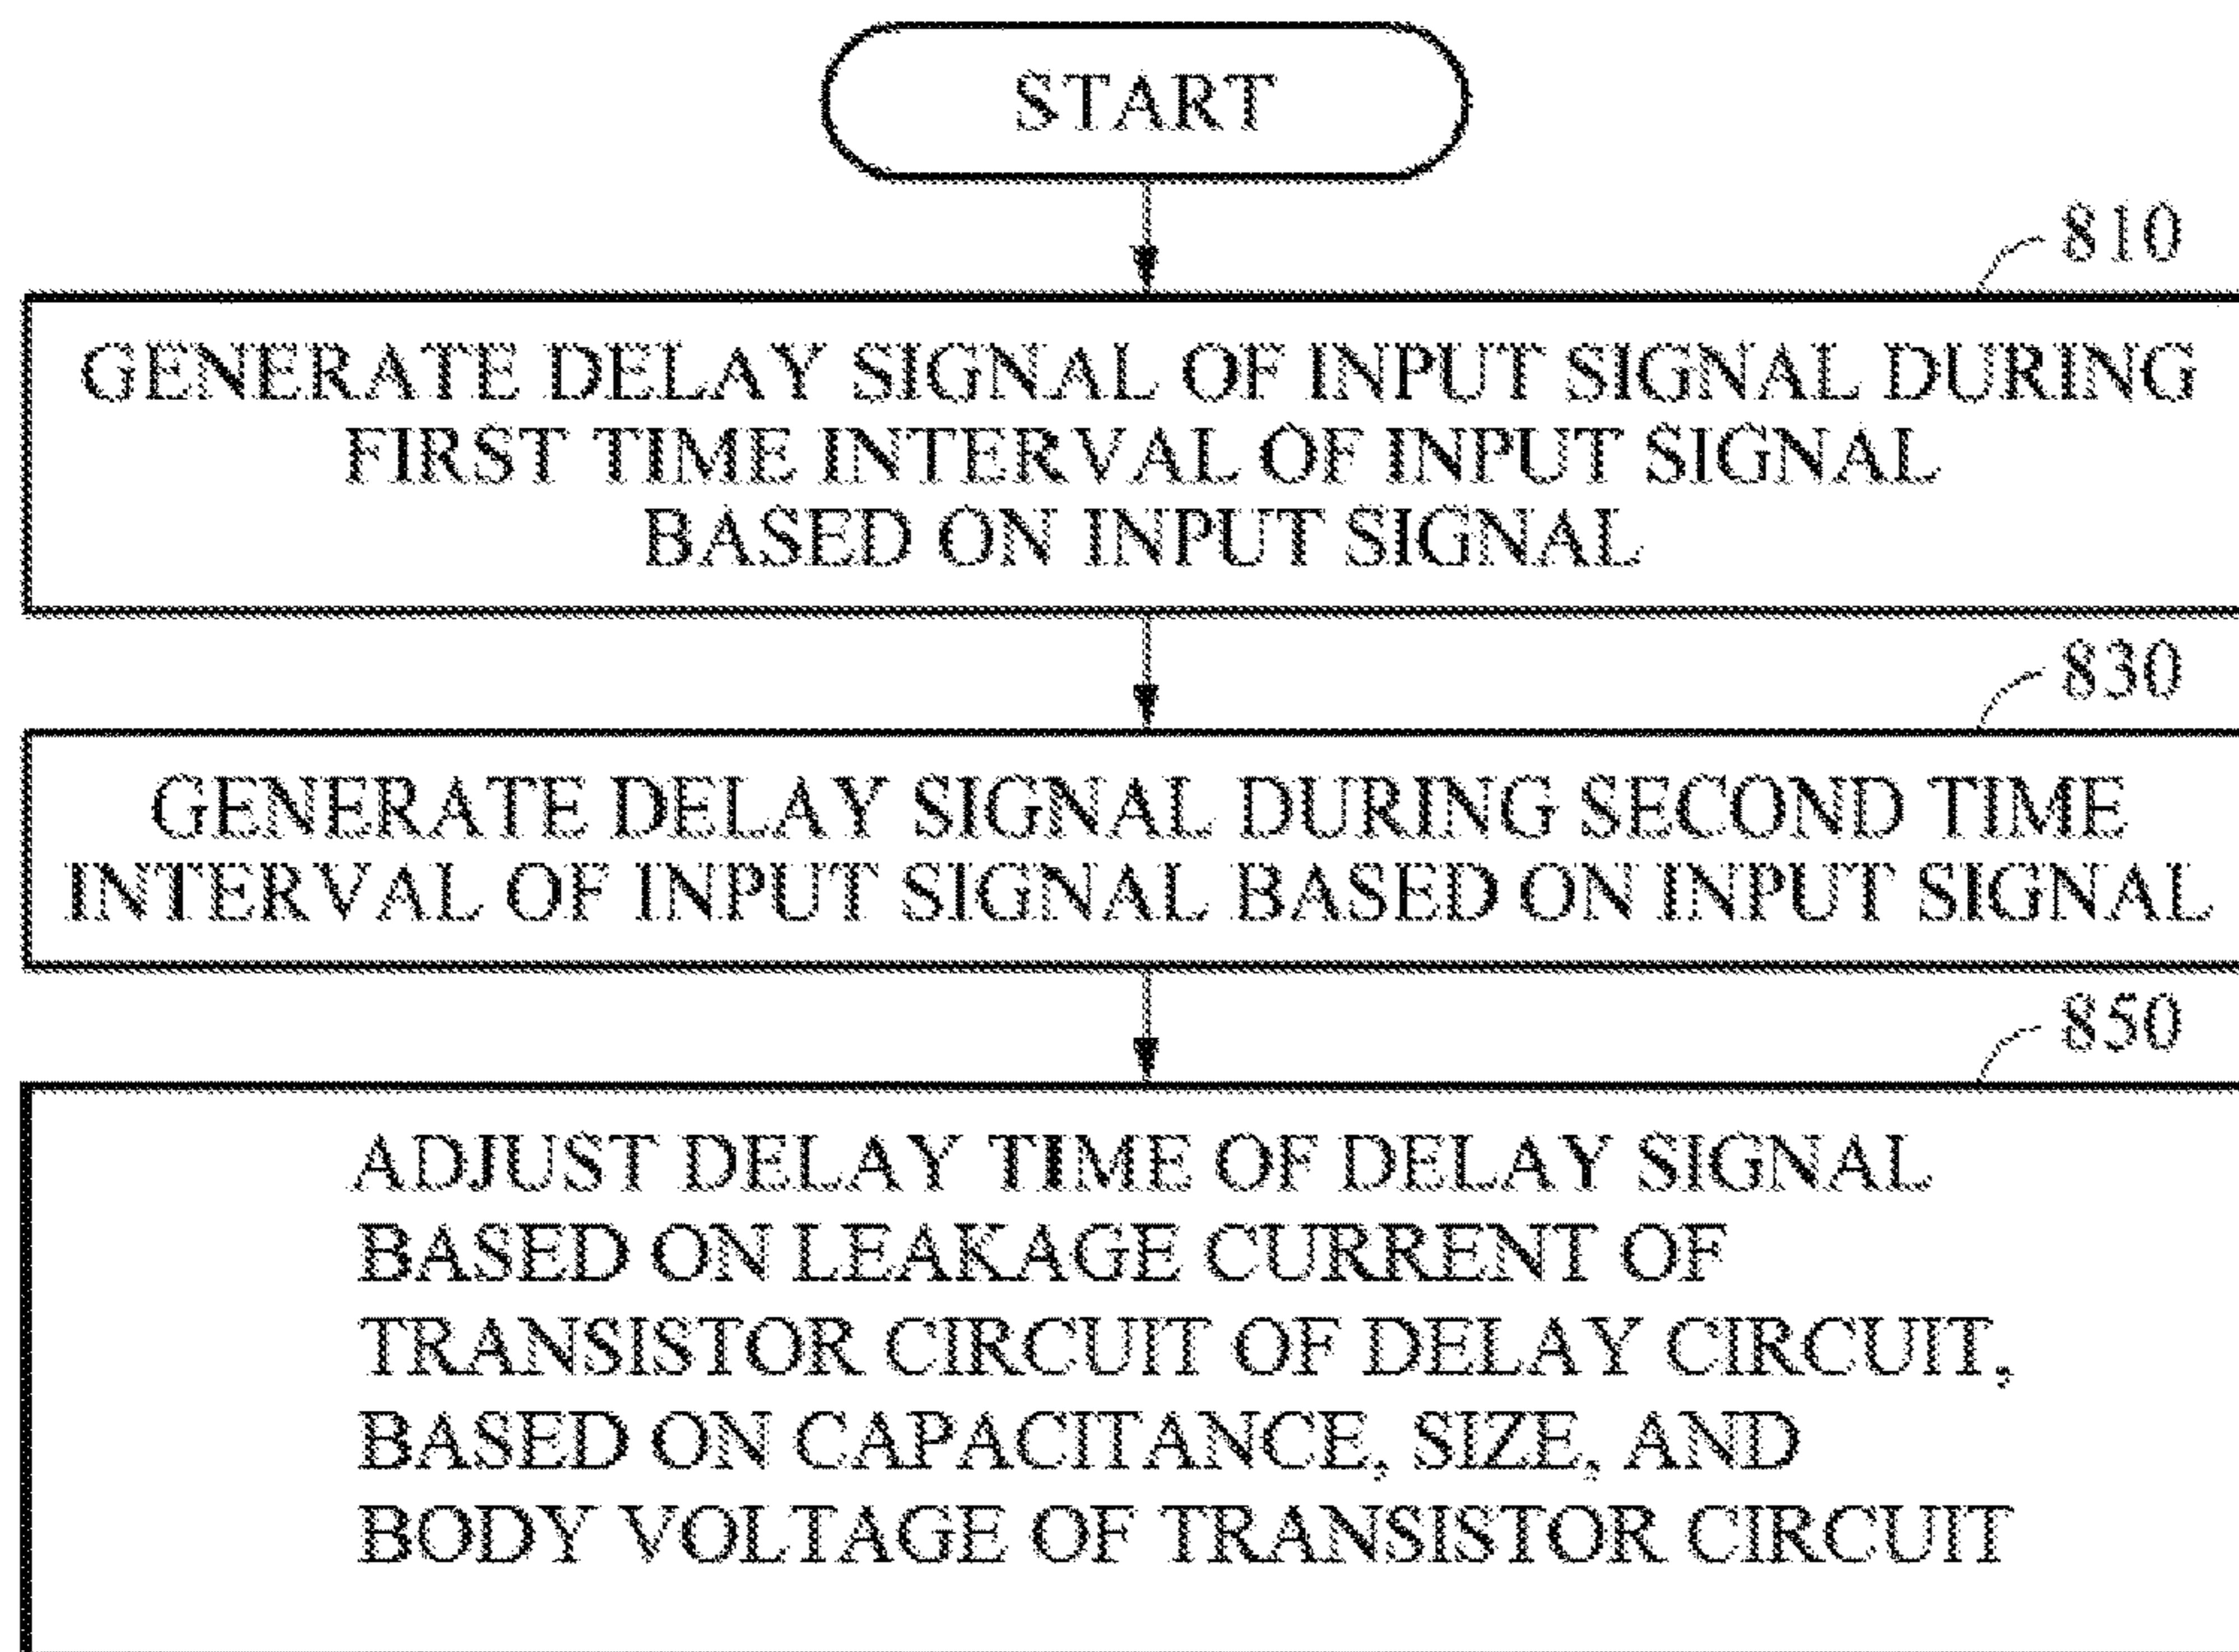 START
810
GENERATE DELAY SIGNAL OF INPUT SIGNAL DURING
FIRST TIME INTERVAL OF INPUT SIGNAL
BASED ON INPUT SIGNAL
830
GENERATE DELAY SIGNAL DURING SECOND TIME
INTERVAL OF INPUT SIGNAL BASED ON INPUT SIGNAL
850
ADJUST DELAY TIME OF DELAY SIGNAL
BASED ON LEAKAGE CURRENT OF
TRANSISTOR CIRCUIT OF DELAY CIRCUIT,
BASED ON CAPACITANCE, SIZE, AND
BODY VOLTAGE OF TRANSISTOR CIRCUIT